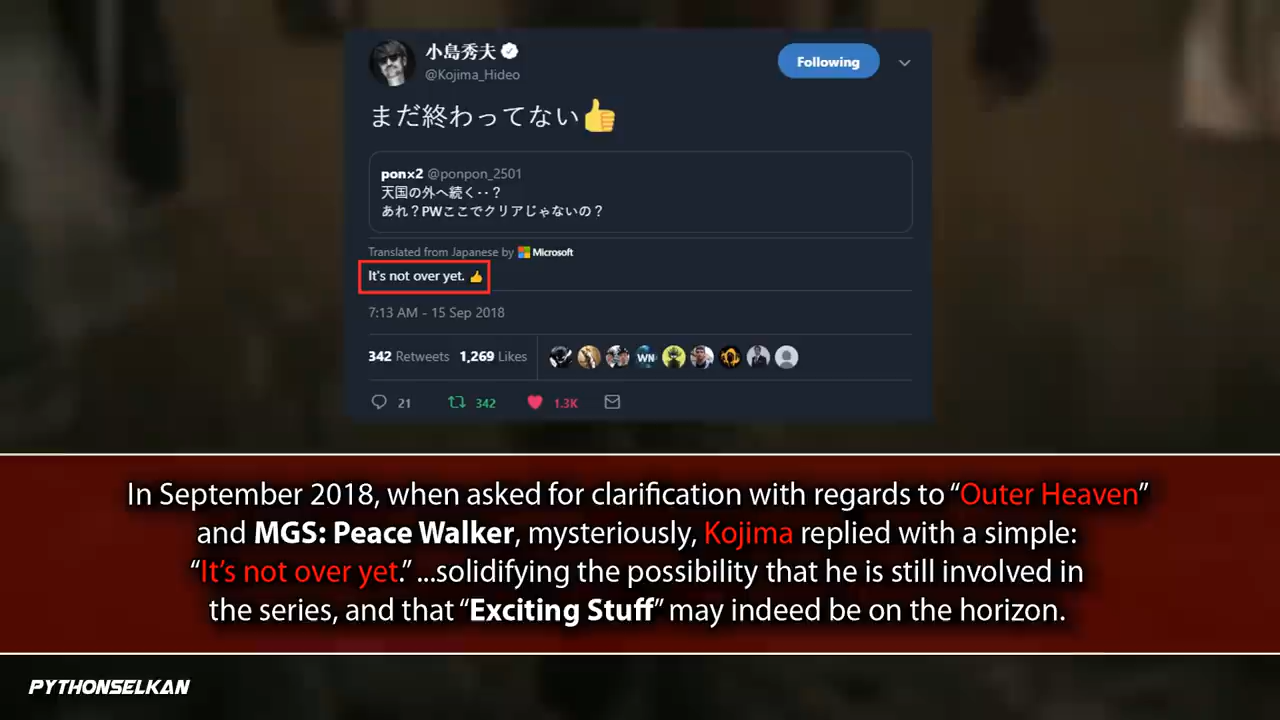 小島秀夫
@Kojima_Hideo
Following
まだ終わってない👍
ponx2 @ponpon_2501
天国の外へ続く‥？
あれ？PWここでクリアじゃないの？
Translated from Japanese by Microsoft
It's not over yet. 👍
7:13 AM - 15 Sep 2018
342 Retweets 1,269 Likes
WN
21 342 1.3K
In September 2018, when asked for clarification with regards to “Outer Heaven”
and MGS: Peace Walker, mysteriously, Kojima replied with a simple:
“It’s not over yet.” ...solidifying the possibility that he is still involved in
the series, and that “Exciting Stuff” may indeed be on the horizon.
PYTHONSELKAN